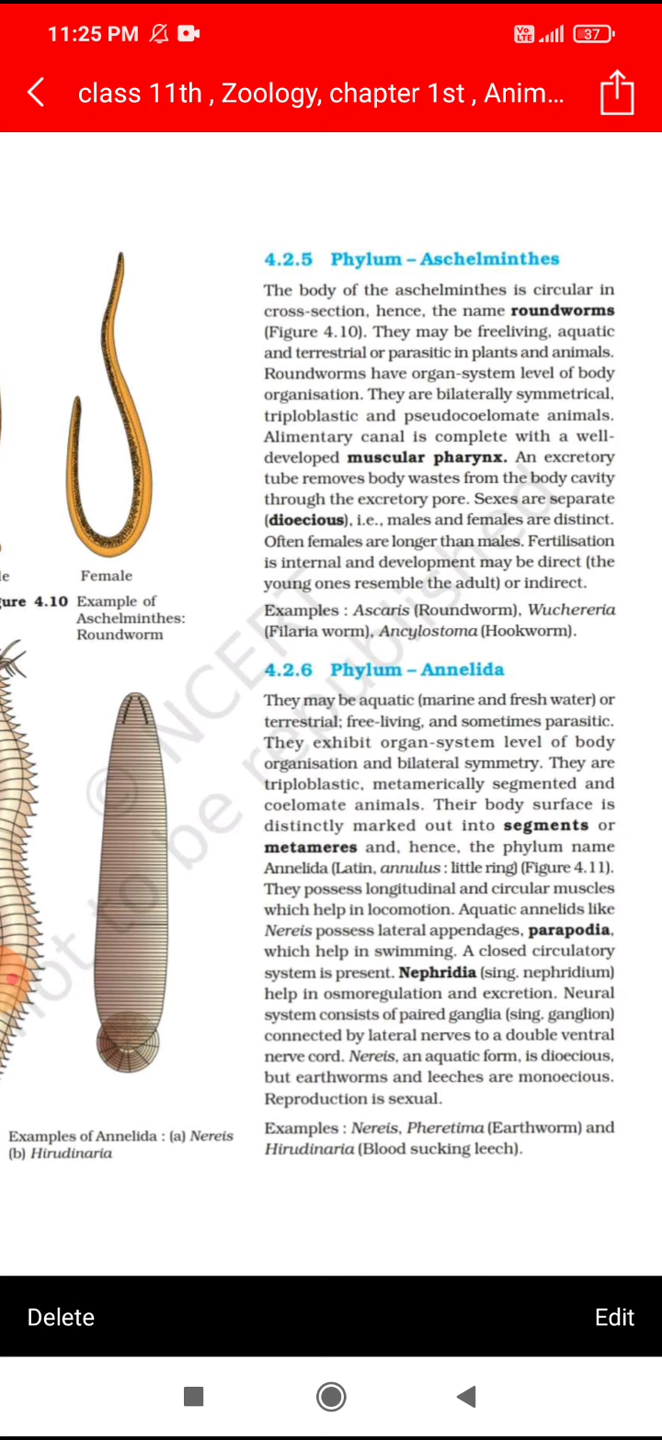 11:25 PM
Vo LTE 37
class 11th , Zoology, chapter 1st , Anim...
4.2.5 Phylum – Aschelminthes
The body of the aschelminthes is circular in
cross-section, hence, the name roundworms
(Figure 4.10). They may be freeliving, aquatic
and terrestrial or parasitic in plants and animals.
Roundworms have organ-system level of body
organisation. They are bilaterally symmetrical,
triploblastic and pseudocoelomate animals.
Alimentary canal is complete with a well-
developed muscular pharynx. An excretory
tube removes body wastes from the body cavity
through the excretory pore. Sexes are separate
(dioecious), i.e., males and females are distinct.
Often females are longer than males. Fertilisation
is internal and development may be direct (the
young ones resemble the adult) or indirect.
Examples : Ascaris (Roundworm), Wuchereria
(Filaria worm), Ancylostoma (Hookworm).
le
Female
gure 4.10 Example of
Aschelminthes:
Roundworm
4.2.6 Phylum – Annelida
They may be aquatic (marine and fresh water) or
terrestrial; free-living, and sometimes parasitic.
They exhibit organ-system level of body
organisation and bilateral symmetry. They are
triploblastic, metamerically segmented and
coelomate animals. Their body surface is
distinctly marked out into segments or
metameres and, hence, the phylum name
Annelida (Latin, annulus : little ring) (Figure 4.11).
They possess longitudinal and circular muscles
which help in locomotion. Aquatic annelids like
Nereis possess lateral appendages, parapodia,
which help in swimming. A closed circulatory
system is present. Nephridia (sing. nephridium)
help in osmoregulation and excretion. Neural
system consists of paired ganglia (sing. ganglion)
connected by lateral nerves to a double ventral
nerve cord. Nereis, an aquatic form, is dioecious,
but earthworms and leeches are monoecious.
Reproduction is sexual.
Examples : Nereis, Pheretima (Earthworm) and
Hirudinaria (Blood sucking leech).
Examples of Annelida : (a) Nereis
(b) Hirudinaria
© NCERT
not to be republished
Delete
Edit